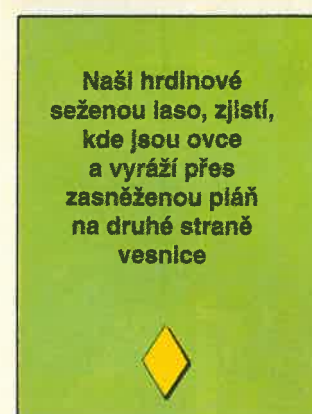 Naši hrdinové
seženou laso, zjistí,
kde jsou ovce
a vyráží přes
zasněženou pláň
na druhé straně
vesnice